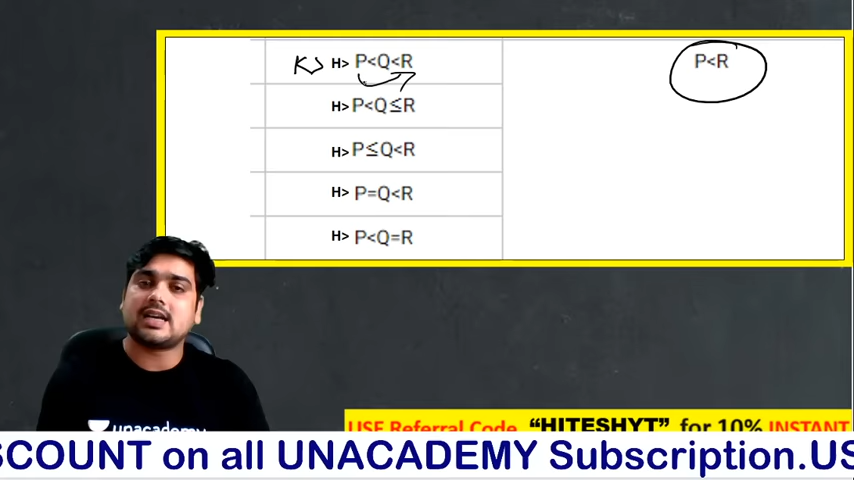 K> H> P<Q<R
P<R
H> P<Q≤R
H> P≤Q<R
H> P=Q<R
H> P<Q=R
unacademy
USE Referral Code "HITESHYT" for 10% INSTANT
SCOUNT on all UNACADEMY Subscription.US